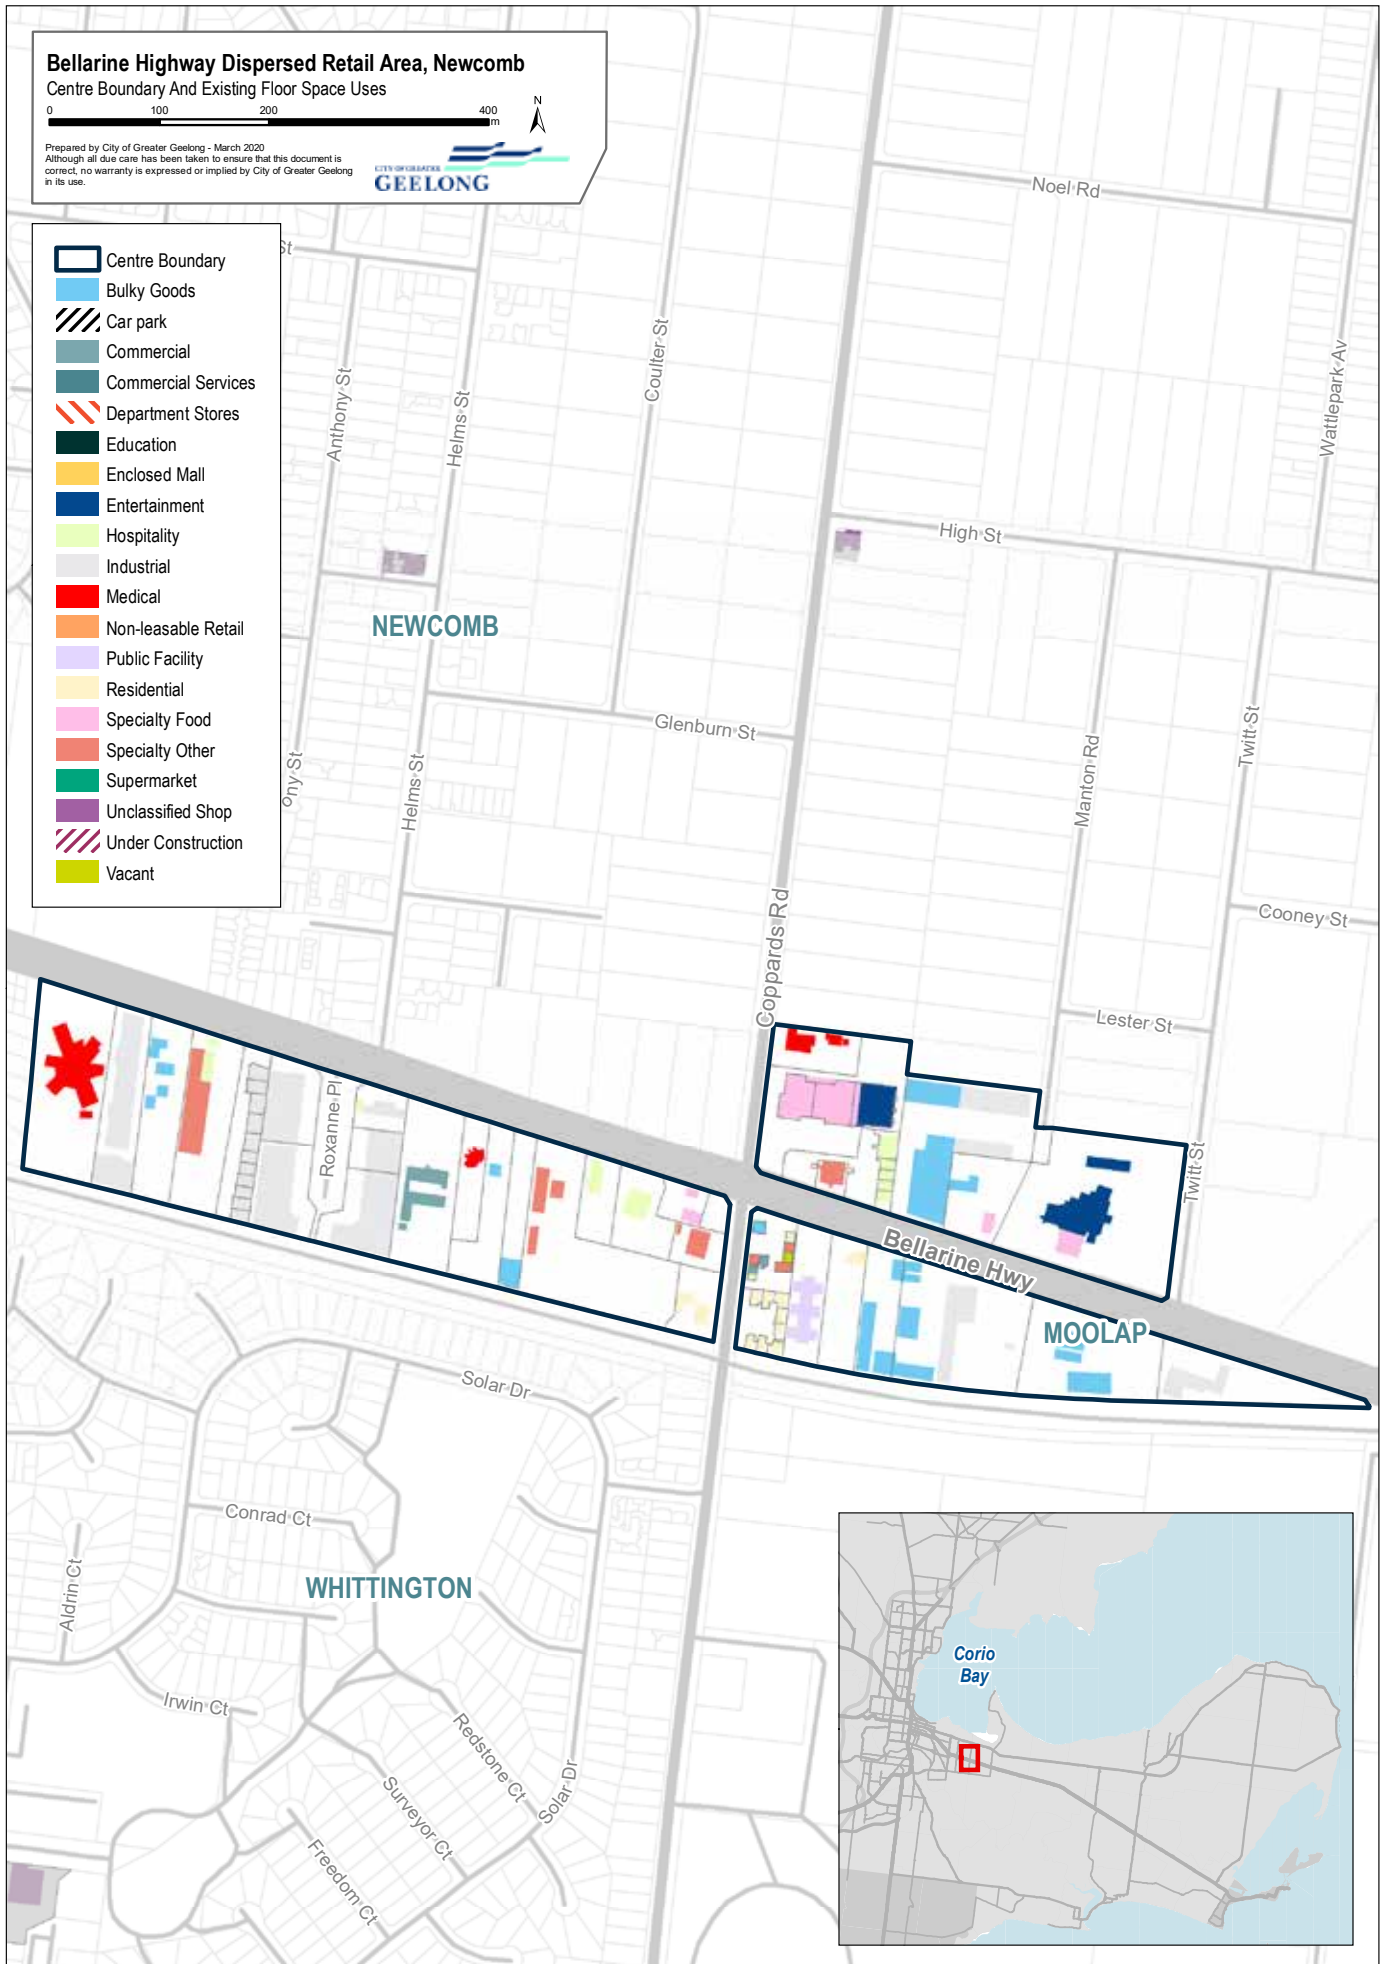 Bellarine Highway Dispersed Retail Area, Newcomb
Centre Boundary And Existing Floor Space Uses
0 100 200 400
m
N
Prepared by City of Greater Geelong - March 2020
Although all due care has been taken to ensure that this document is
correct, no warranty is expressed or implied by City of Greater Geelong
in its use.
CITY OF GREATER
GEELONG
Centre Boundary
Bulky Goods
Car park
Commercial
Commercial Services
Department Stores
Education
Enclosed Mall
Entertainment
Hospitality
Industrial
Medical
Non-leasable Retail
Public Facility
Residential
Specialty Food
Specialty Other
Supermarket
Unclassified Shop
Under Construction
Vacant
St
Noel Rd
Coulter St
Anthony St
Helms St
Wattlepark Av
High St
NEWCOMB
Glenburn St
Twitt St
Manton Rd
ony St
Helms St
Coppards Rd
Cooney St
Lester St
Roxanne Pl
Twitt St
Bellarine Hwy
MOOLAP
Solar Dr
Conrad Ct
Aldrin Ct
WHITTINGTON
Irwin Ct
Redstone Ct
Solar Dr
Surveyor Ct
Freedom Ct
Corio
Bay